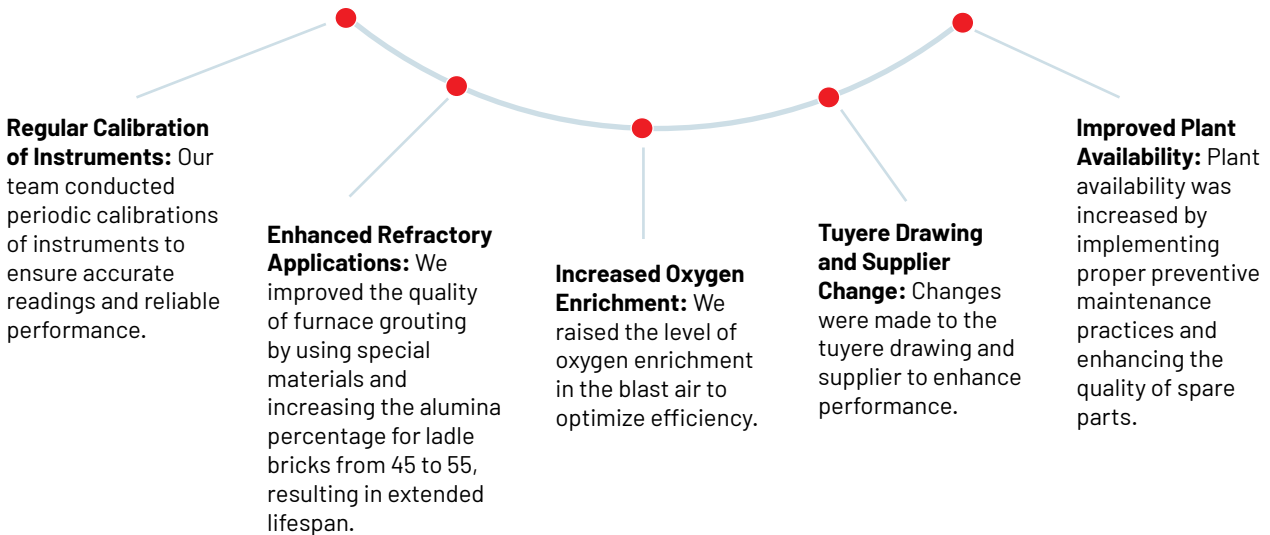 Regular Calibration
of Instruments: Our
team conducted
periodic calibrations
of instruments to
ensure accurate
readings and reliable
performance.
Enhanced Refractory
Applications: We
improved the quality
of furnace grouting
by using special
materials and
increasing the alumina
percentage for ladle
bricks from 45 to 55,
resulting in extended
lifespan.
Increased Oxygen
Enrichment: We
raised the level of
oxygen enrichment
in the blast air to
optimize efficiency.
Tuyere Drawing
and Supplier
Change: Changes
were made to the
tuyere drawing and
supplier to enhance
performance.
Improved Plant
Availability: Plant
availability was
increased by
implementing
proper preventive
maintenance
practices and
enhancing the
quality of spare
parts.